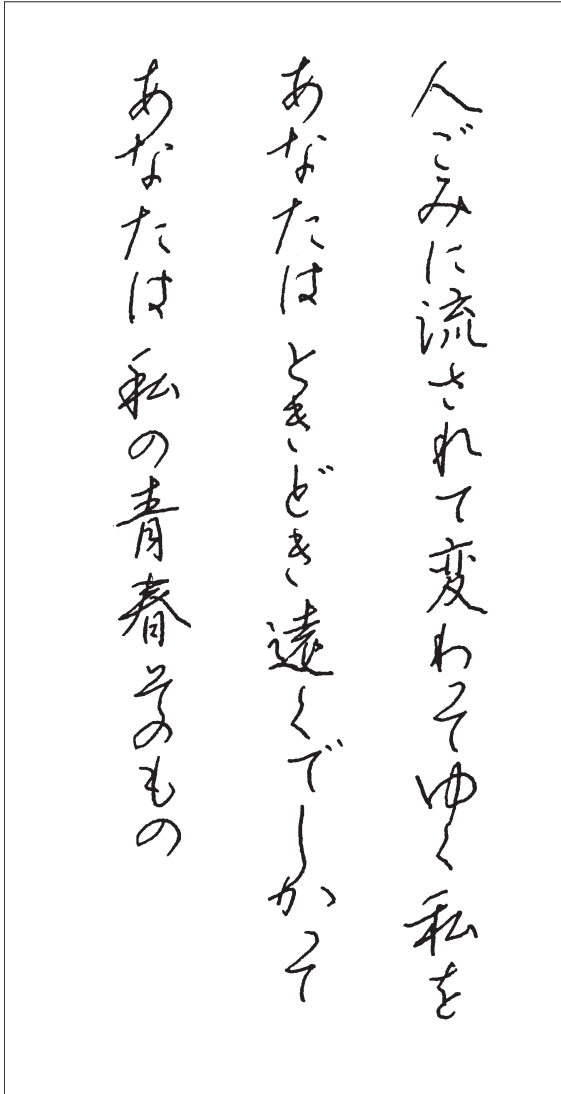 人ごみに流されて変わってゆく私を
あなたは ときどき遠くでしかって
あなたは 私の青春そのもの